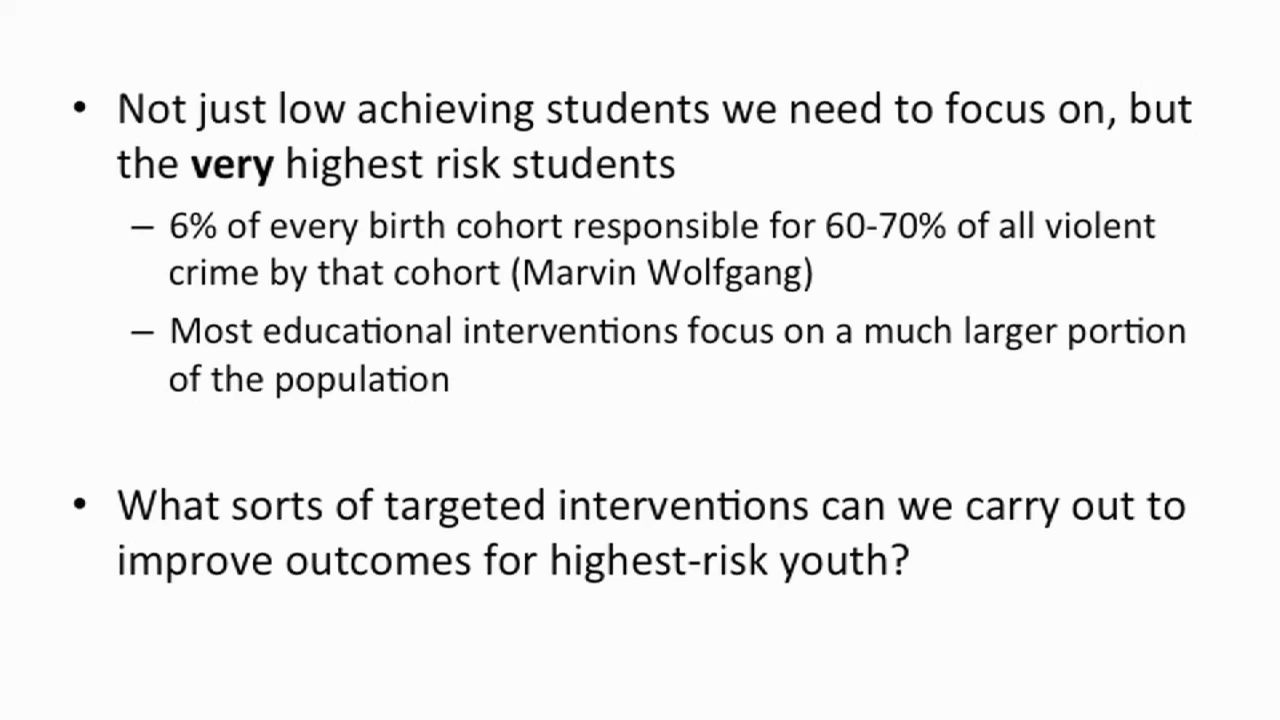 • Not just low achieving students we need to focus on, but
the very highest risk students
– 6% of every birth cohort responsible for 60-70% of all violent
crime by that cohort (Marvin Wolfgang)
– Most educational interventions focus on a much larger portion
of the population
• What sorts of targeted interventions can we carry out to
improve outcomes for highest-risk youth?